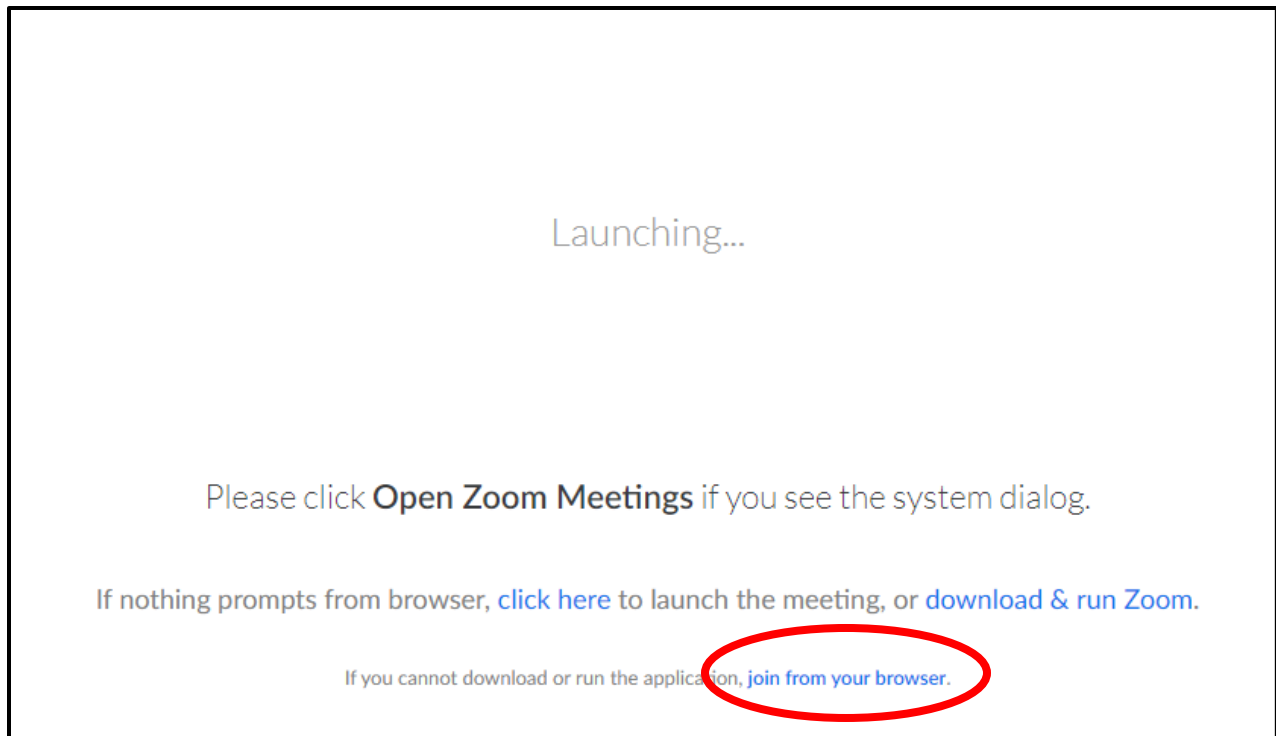 Launching...
Please click Open Zoom Meetings if you see the system dialog.
If nothing prompts from browser, click here to launch the meeting, or download & run Zoom.
If you cannot download or run the application, join from your browser.